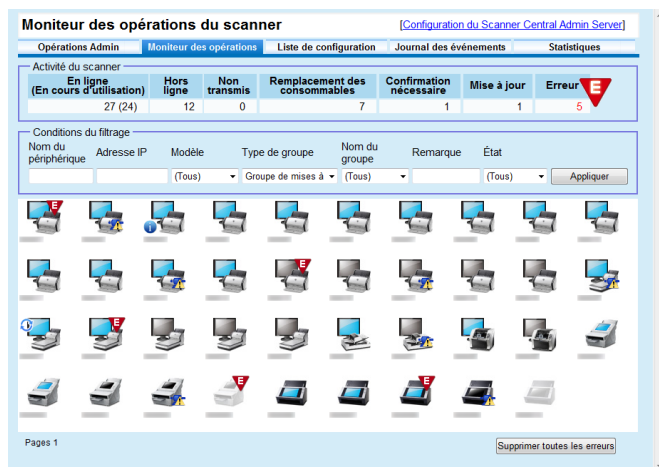 Moniteur des opérations du scanner
[Configuration du Scanner Central Admin Server]
Opérations Admin
Moniteur des opérations
Liste de configuration
Journal des événements
Statistiques
Activité du scanner
En ligne
(En cours d'utilisation)
Hors
ligne
Non
transmis
Remplacement des
consommables
Confirmation
nécessaire
Mise à jour
Erreur
E
27 (24)
12
0
7
1
1
5
Conditions du filtrage
Nom du
périphérique
Adresse IP
Modèle
Type de groupe
Nom du
groupe
Remarque
État
(Tous)
Groupe de mises à
(Tous)
(Tous)
Appliquer
E
E
E
E
E
Pages 1
Supprimer toutes les erreurs